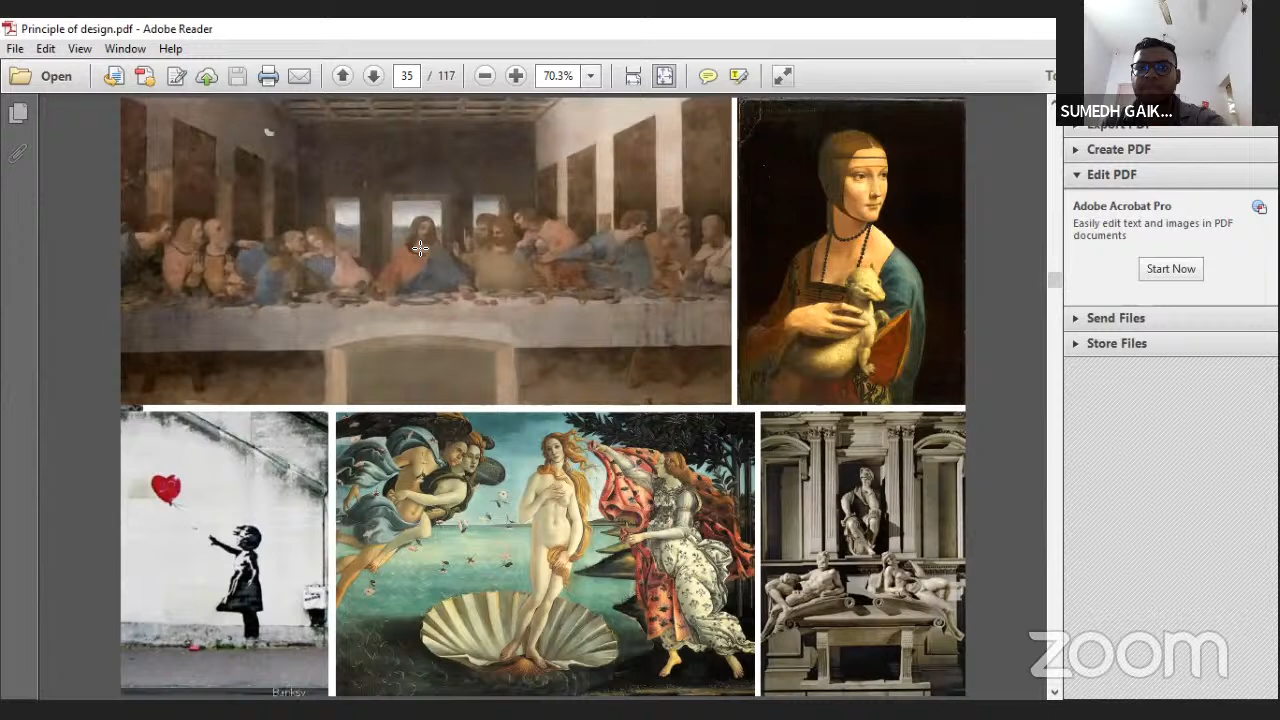 Principle of design.pdf - Adobe Reader
File Edit View Window Help
Open 35 / 117 70.3%
SUMEDH GAIK...
Create PDF
Edit PDF
Adobe Acrobat Pro
Easily edit text and images in PDF
documents
Start Now
Send Files
Store Files
Banksy
zoom